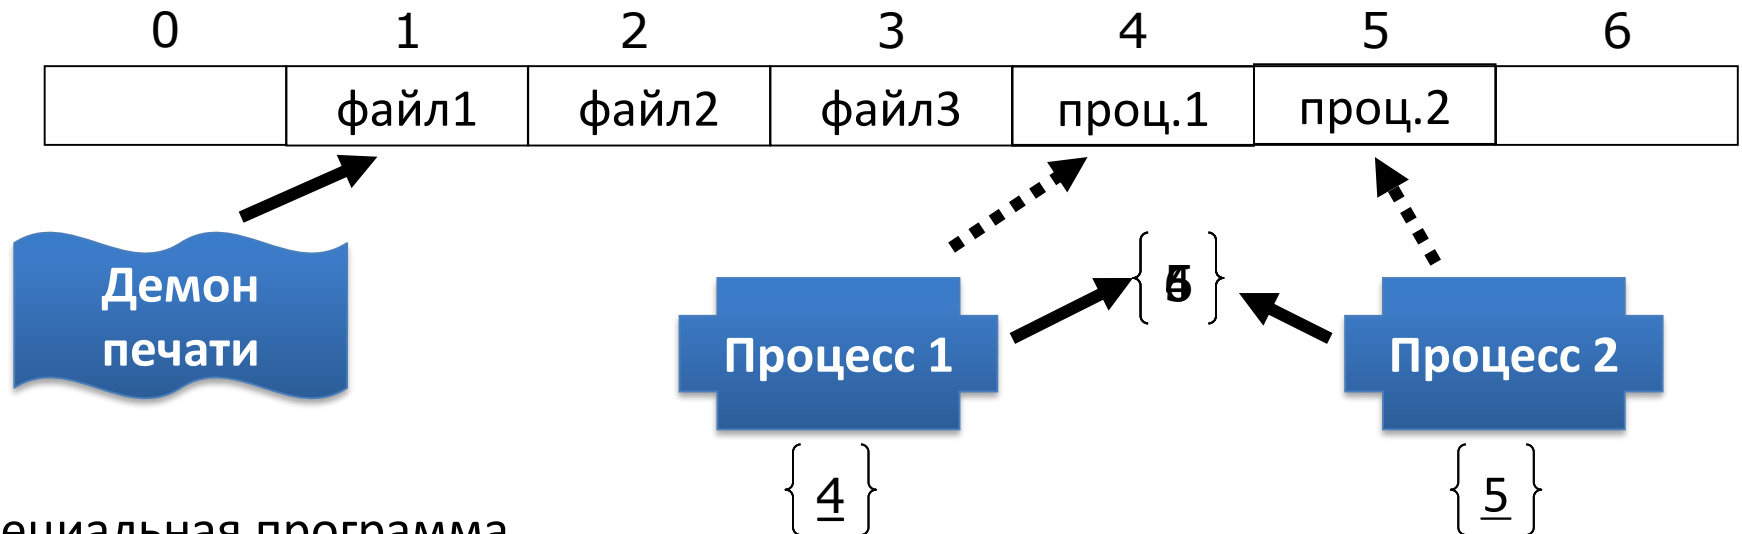 0 1 2 3 4 5 6
файл1 файл2 файл3 проц.1 проц.2
Демон
печати
Процесс 1
Процесс 2
4
5
программа